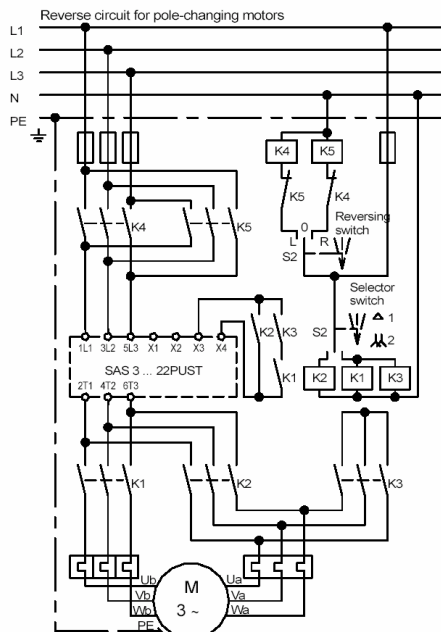 Reverse circuit for pole-changing motors
L1
L2
L3
N
PE
K4 K5
K5 K4
K4 K5
L 0 R
Reversing
switch
S2
Selector
switch
S2 1
2
K2 K3
K1
1L1 3L2 5L3 X1 X2 X3 X4
SAS 3 ... 22PUST
2T1 4T2 6T3
K2 K1 K3
K1 K2 K3
Ub Ua
Vb M Va
Wb 3 ~ Wa
PE